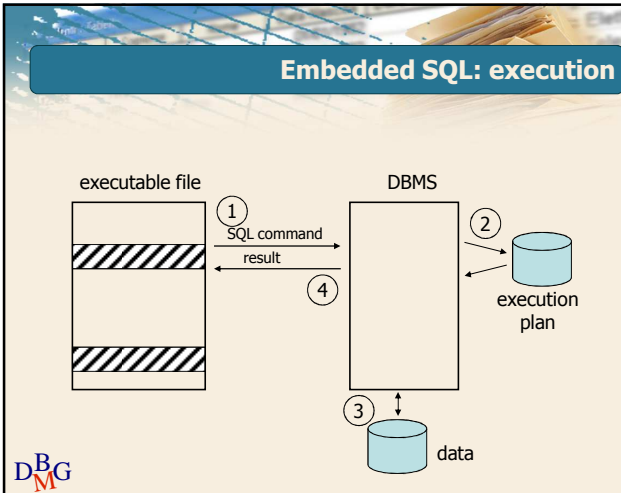 Embedded SQL: execution
executable file
DBMS
1
SQL command
2
result
4
execution
plan
3
data
DBMG